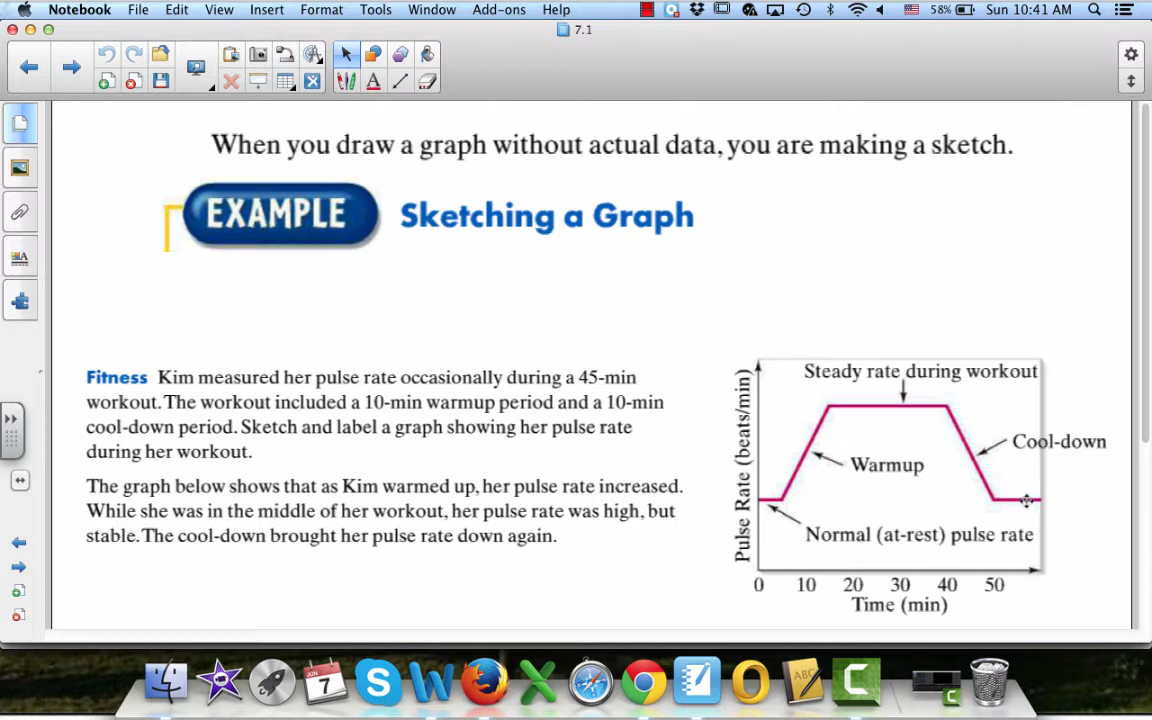 Notebook File Edit View Insert Format Tools Window Add-ons Help 58% Sun 10:41 AM
7.1
When you draw a graph without actual data, you are making a sketch.
EXAMPLE Sketching a Graph
Fitness Kim measured her pulse rate occasionally during a 45-min
workout. The workout included a 10-min warmup period and a 10-min
cool-down period. Sketch and label a graph showing her pulse rate
during her workout.
The graph below shows that as Kim warmed up, her pulse rate increased.
While she was in the middle of her workout, her pulse rate was high, but
stable. The cool-down brought her pulse rate down again.
Pulse Rate (beats/min)
Steady rate during workout
Cool-down
Warmup
Normal (at-rest) pulse rate
0 10 20 30 40 50
Time (min)
JUN
7